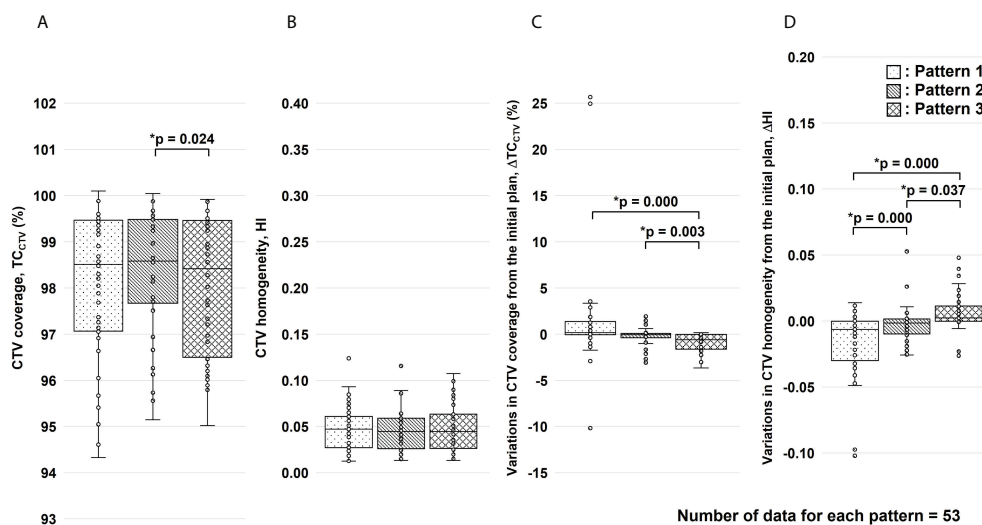 A
CTV coverage, TC_CTV (%)
102
101
100
99
98
97
96
95
94
93
*p = 0.024
B
CTV homogeneity, HI
0.40
0.35
0.30
0.25
0.20
0.15
0.10
0.05
0.00
C
Variations in CTV coverage from the initial plan, ΔTC_CTV (%)
25
20
15
10
5
0
-5
-10
-15
*p = 0.000
*p = 0.003
D
Variations in CTV homogeneity from the initial plan, ΔHI
0.20
0.15
0.10
0.05
0.00
-0.05
-0.10
: Pattern 1
: Pattern 2
: Pattern 3
*p = 0.000
*p = 0.037
*p = 0.000
Number of data for each pattern = 53